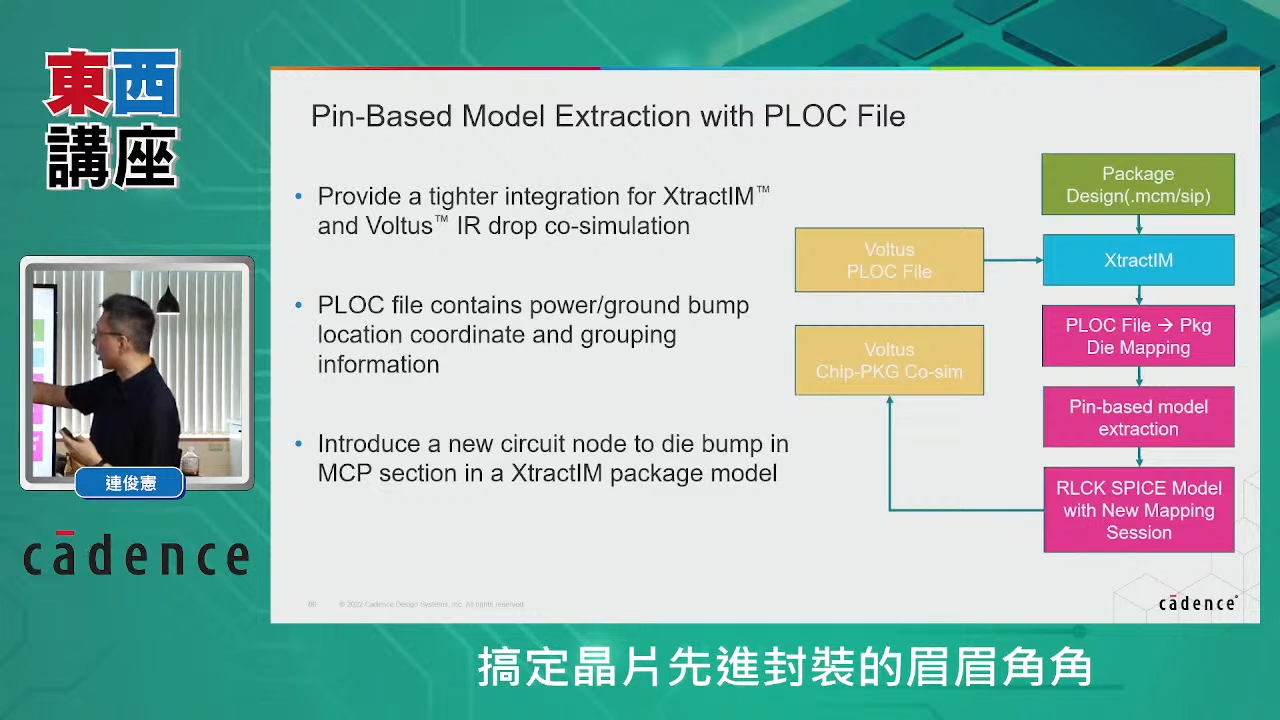 東西
講座
Pin-Based Model Extraction with PLOC File
• Provide a tighter integration for XtractIM™
and Voltus™ IR drop co-simulation
• PLOC file contains power/ground bump
location coordinate and grouping
information
• Introduce a new circuit node to die bump in
MCP section in a XtractIM package model
Package
Design(.mcm/sip)
Voltus
PLOC File
XtractIM
PLOC File → Pkg
Die Mapping
Voltus
Chip-PKG Co-sim
Pin-based model
extraction
RLCK SPICE Model
with New Mapping
Session
連俊憲
cādence
© 2022 Cadence Design Systems, Inc. All rights reserved.
cādence
搞定晶片先進封裝的眉眉角角